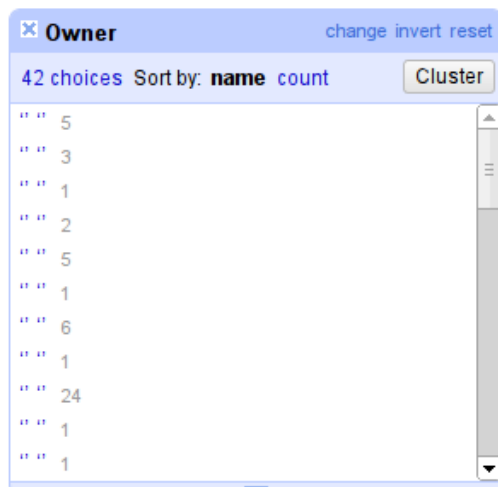 Owner change invert reset
42 choices Sort by: name count Cluster
" " 5
" " 3
" " 1
" " 2
" " 5
" " 1
" " 6
" " 1
" " 24
" " 1
" " 1